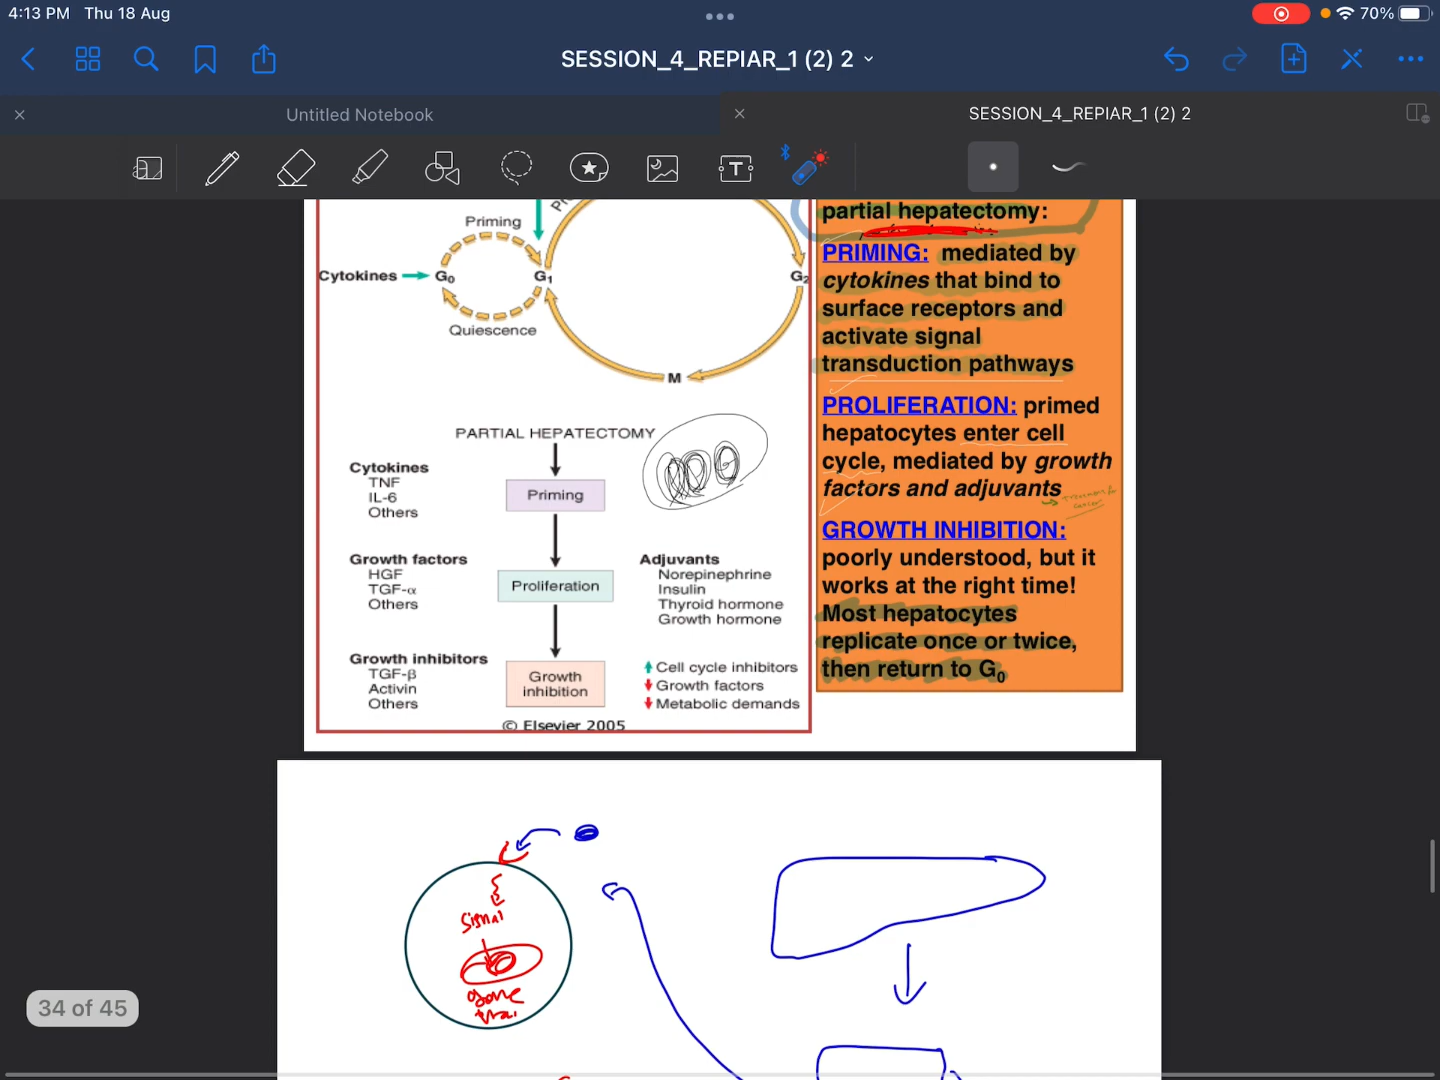 4:13 PM Thu 18 Aug
70%
SESSION_4_REPIAR_1 (2) 2
Untitled Notebook
SESSION_4_REPIAR_1 (2) 2
Priming
Cytokines
G0
G1
G2
Quiescence
M
PARTIAL HEPATECTOMY
Cytokines
TNF
IL-6
Others
Priming
Growth factors
HGF
TGF-α
Others
Proliferation
Adjuvants
Norepinephrine
Insulin
Thyroid hormone
Growth hormone
Growth inhibitors
TGF-β
Activin
Others
Growth
inhibition
Cell cycle inhibitors
Growth factors
Metabolic demands
© Elsevier 2005
partial hepatectomy:
PRIMING: mediated by
cytokines that bind to
surface receptors and
activate signal
transduction pathways
PROLIFERATION: primed
hepatocytes enter cell
cycle, mediated by growth
factors and adjuvants
GROWTH INHIBITION:
poorly understood, but it
works at the right time!
Most hepatocytes
replicate once or twice,
then return to G0
Signal
34 of 45